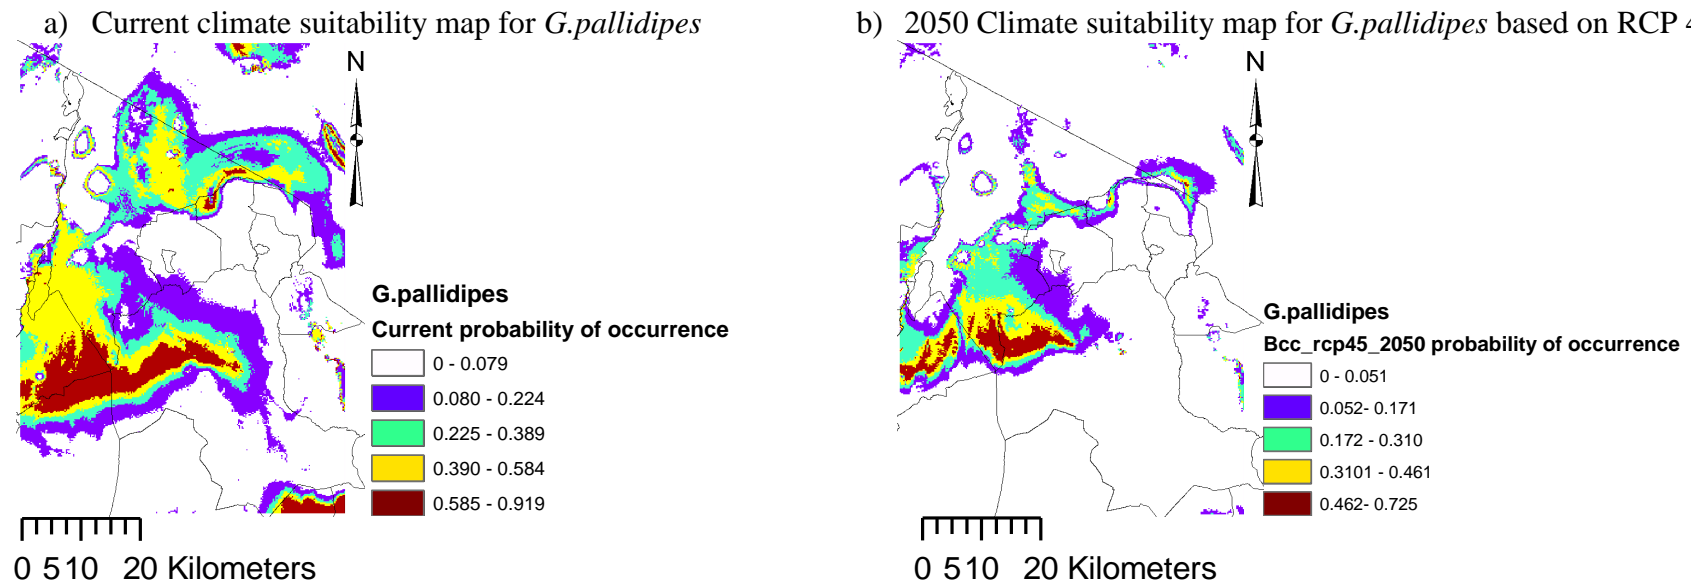 a) Current climate suitability map for G.pallidipes
N
G.pallidipes
Current probability of occurrence
0 - 0.079
0.080 - 0.224
0.225 - 0.389
0.390 - 0.584
0.585 - 0.919
0 5 10 20 Kilometers
b) 2050 Climate suitability map for G.pallidipes based on RCP 4
N
G.pallidipes
Bcc_rcp45_2050 probability of occurrence
0 - 0.051
0.052- 0.171
0.172 - 0.310
0.3101 - 0.461
0.462- 0.725
0 5 10 20 Kilometers